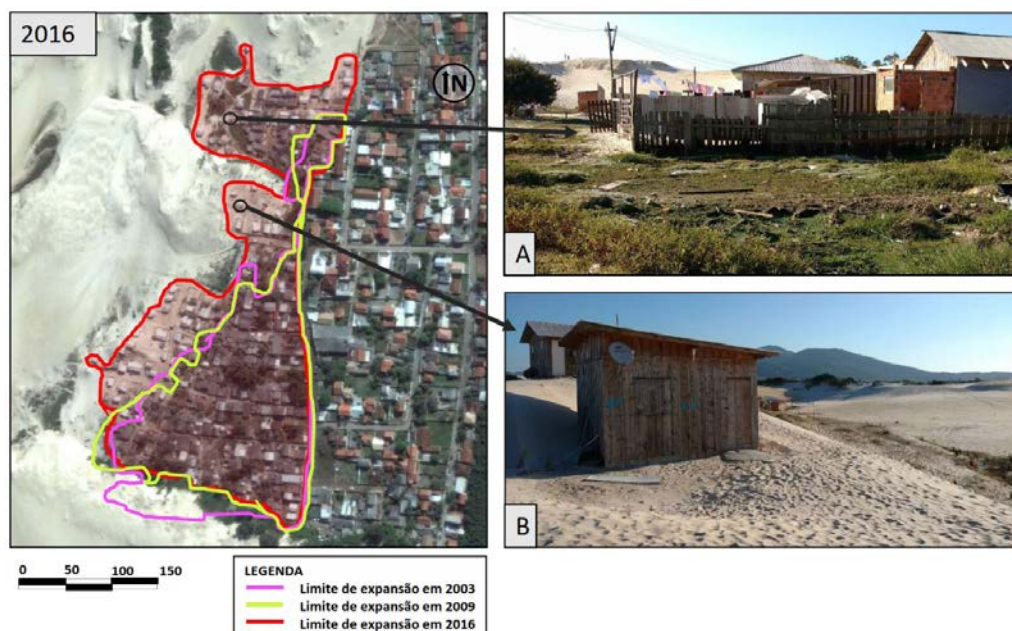 2016
N
A
B
0 50 100 150
LEGENDA
Limite de expansão em 2003
Limite de expansão em 2009
Limite de expansão em 2016